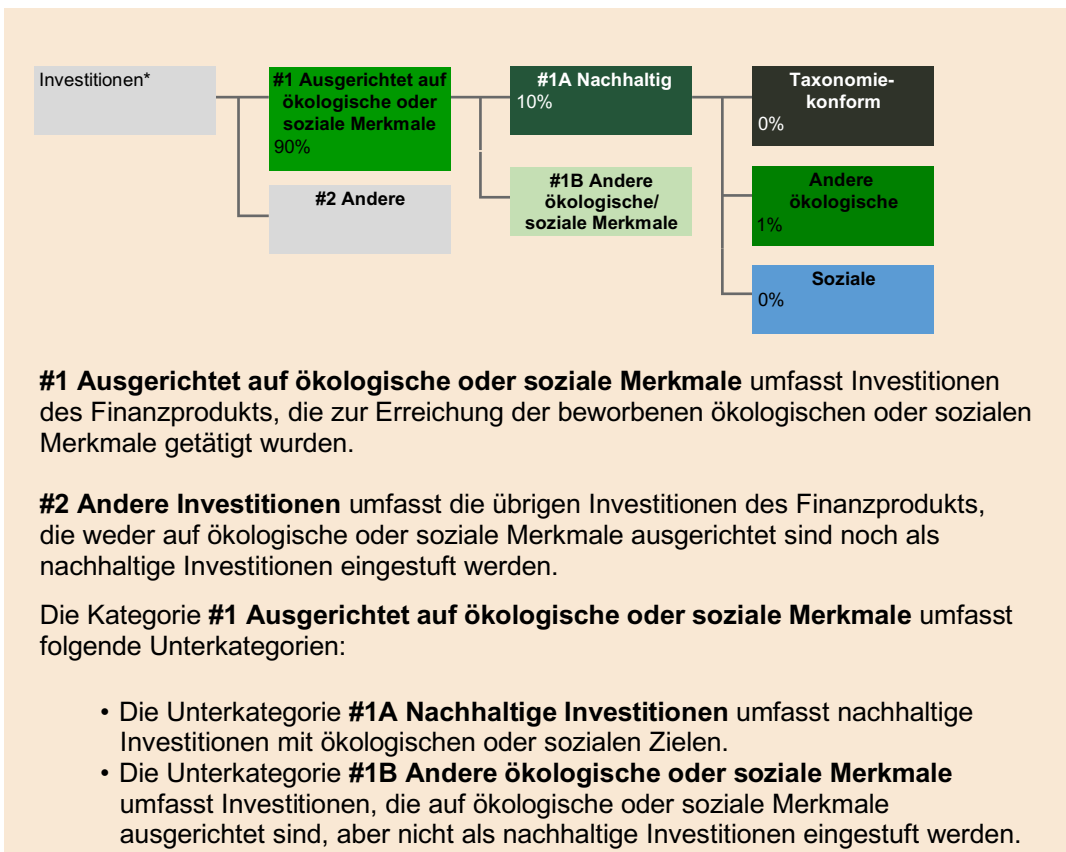 Investitionen*
#1 Ausgerichtet auf
ökologische oder
soziale Merkmale
90%
#2 Andere
#1A Nachhaltig
10%
#1B Andere
ökologische/
soziale Merkmale
Taxonomie-
konform
0%
Andere
ökologische
1%
Soziale
0%
#1 Ausgerichtet auf ökologische oder soziale Merkmale umfasst Investitionen
des Finanzprodukts, die zur Erreichung der beworbenen ökologischen oder sozialen
Merkmale getätigt wurden.
#2 Andere Investitionen umfasst die übrigen Investitionen des Finanzprodukts,
die weder auf ökologische oder soziale Merkmale ausgerichtet sind noch als
nachhaltige Investitionen eingestuft werden.
Die Kategorie #1 Ausgerichtet auf ökologische oder soziale Merkmale umfasst
folgende Unterkategorien:
• Die Unterkategorie #1A Nachhaltige Investitionen umfasst nachhaltige
Investitionen mit ökologischen oder sozialen Zielen.
• Die Unterkategorie #1B Andere ökologische oder soziale Merkmale
umfasst Investitionen, die auf ökologische oder soziale Merkmale
ausgerichtet sind, aber nicht als nachhaltige Investitionen eingestuft werden.